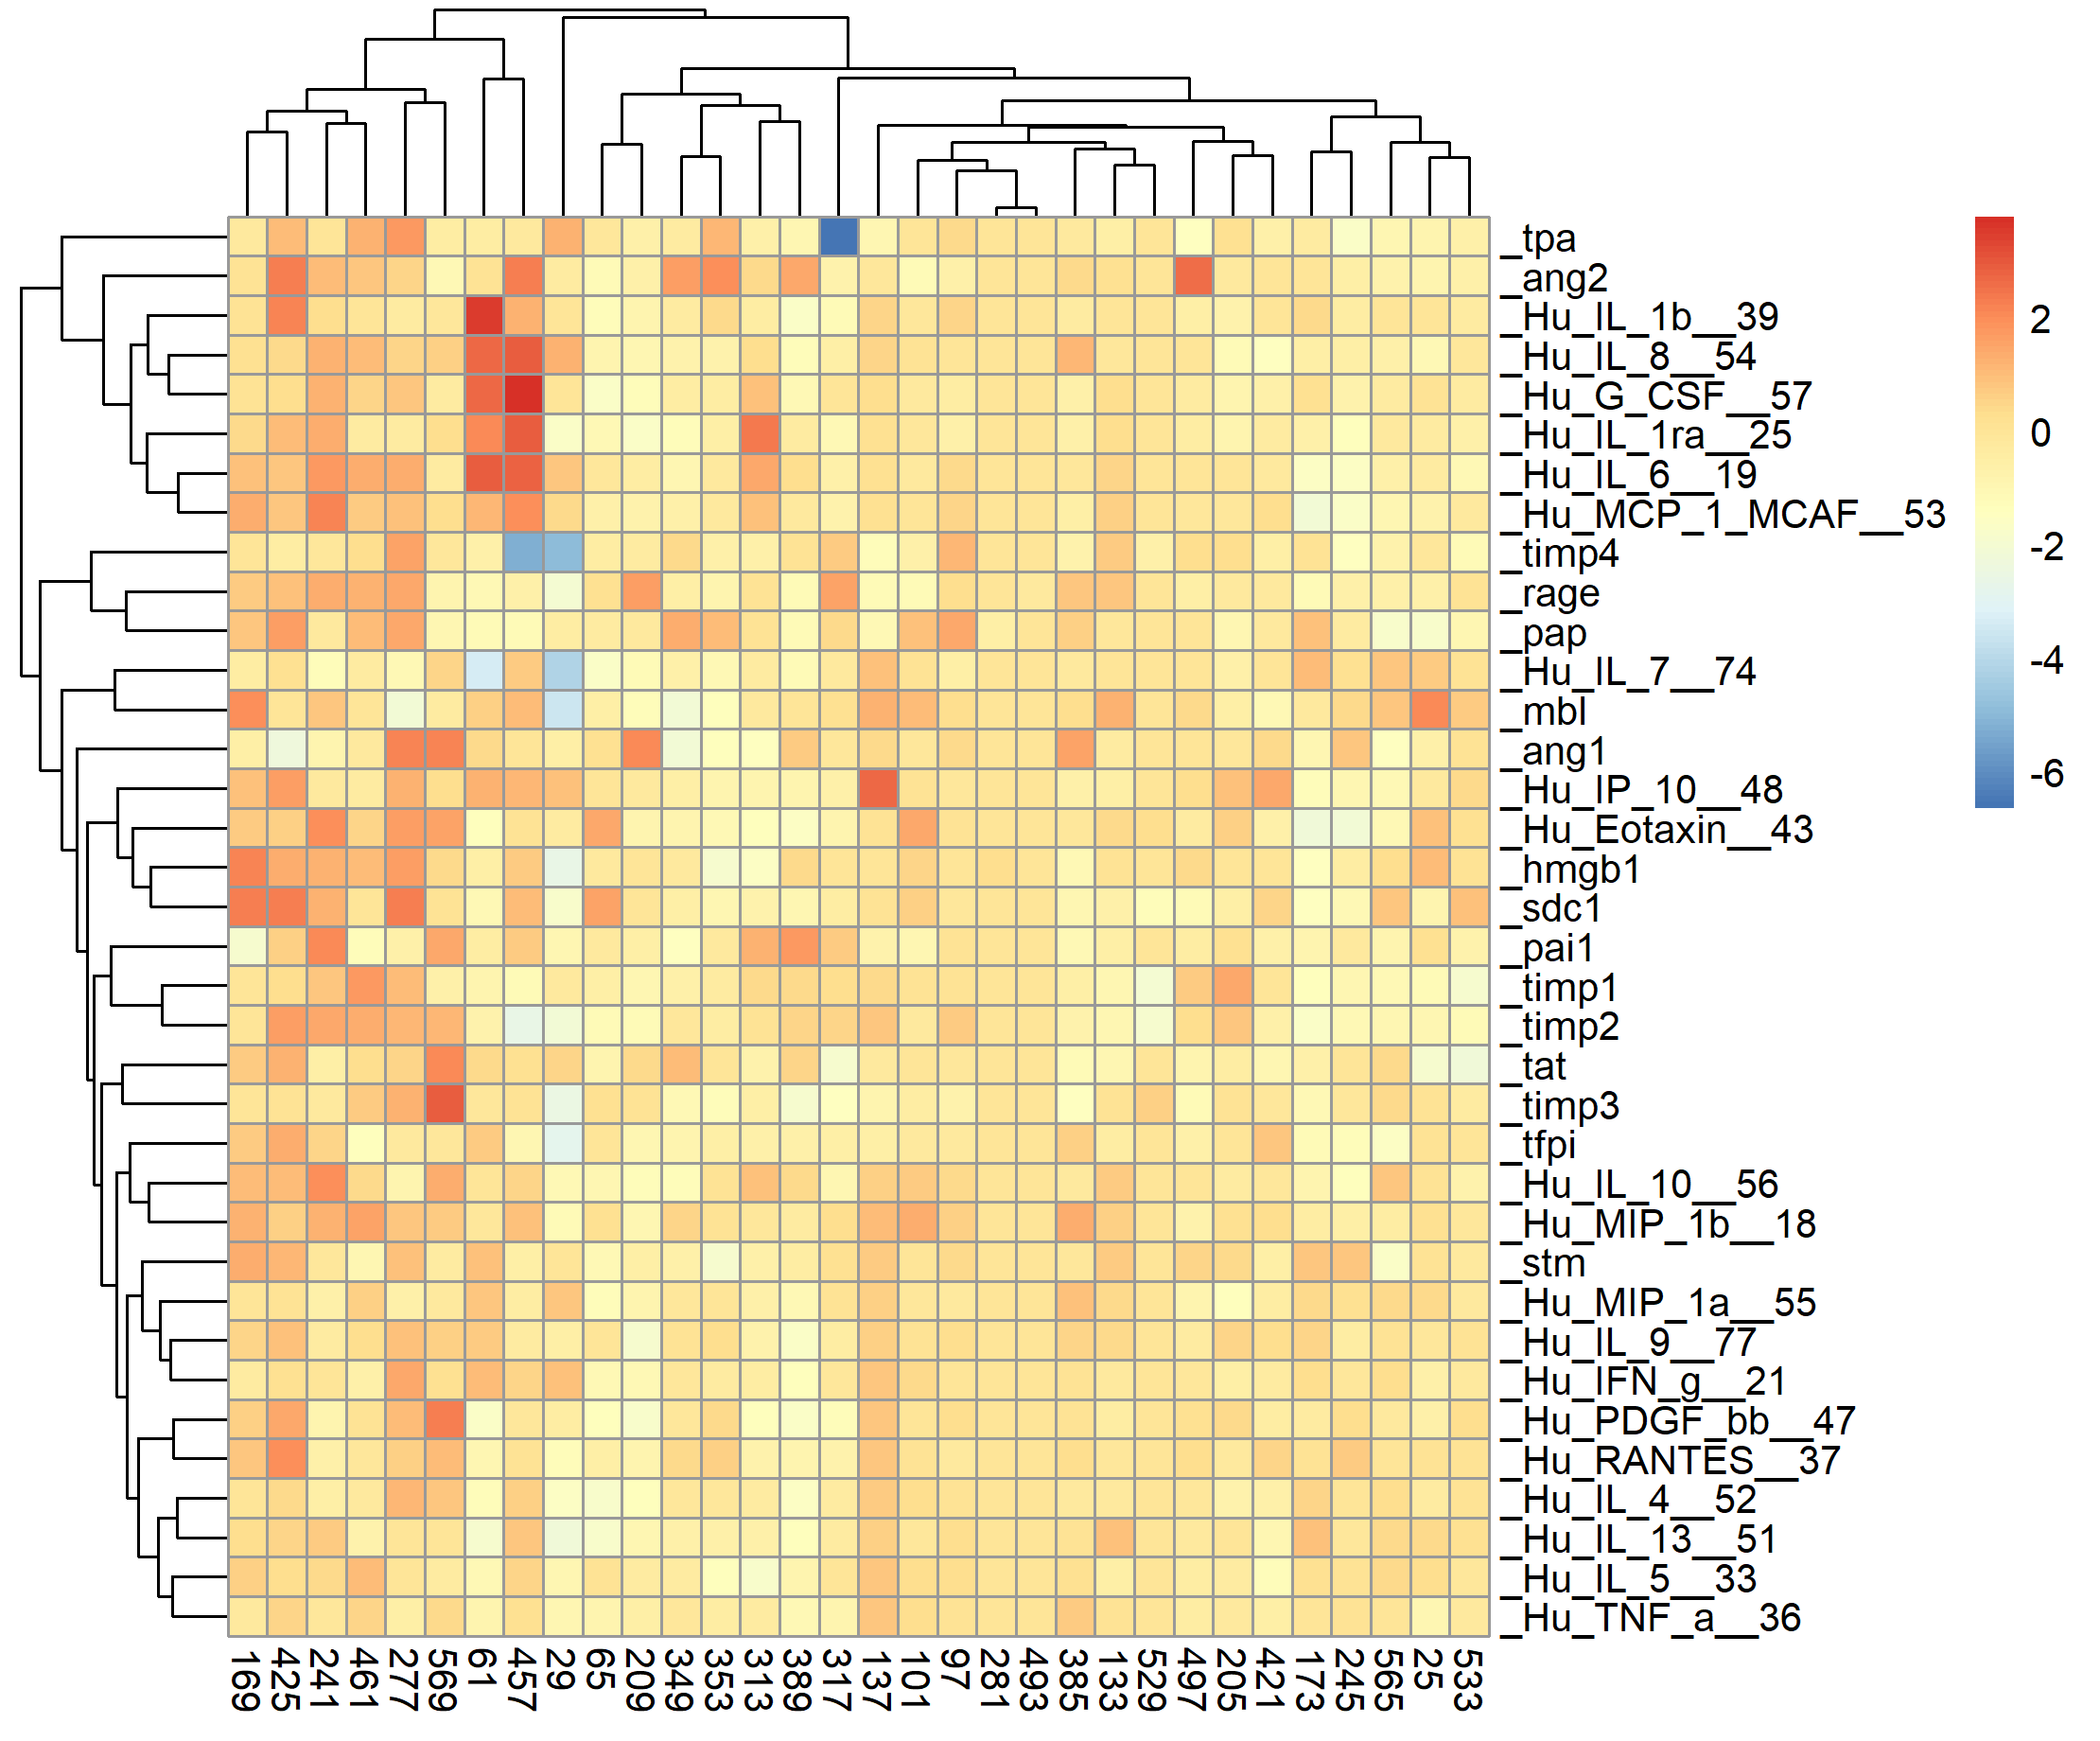 _tpa
_ang2
_Hu_IL_1b__39
_Hu_IL_8__54
_Hu_G_CSF__57
_Hu_IL_1ra__25
_Hu_IL_6__19
_Hu_MCP_1_MCAF__53
_timp4
_rage
_pap
_Hu_IL_7__74
_mbl
_ang1
_Hu_IP_10__48
_Hu_Eotaxin__43
_hmgb1
_sdc1
_pai1
_timp1
_timp2
_tat
_timp3
_tfpi
_Hu_IL_10__56
_Hu_MIP_1b__18
_stm
_Hu_MIP_1a__55
_Hu_IL_9__77
_Hu_IFN_g__21
_Hu_PDGF_bb__47
_Hu_RANTES__37
_Hu_IL_4__52
_Hu_IL_13__51
_Hu_IL_5__33
_Hu_TNF_a__36
2
0
-2
-4
-6
169
425
241
461
277
569
61
457
29
65
209
349
353
313
389
317
137
101
97
281
493
385
133
529
497
205
421
173
245
565
25
533